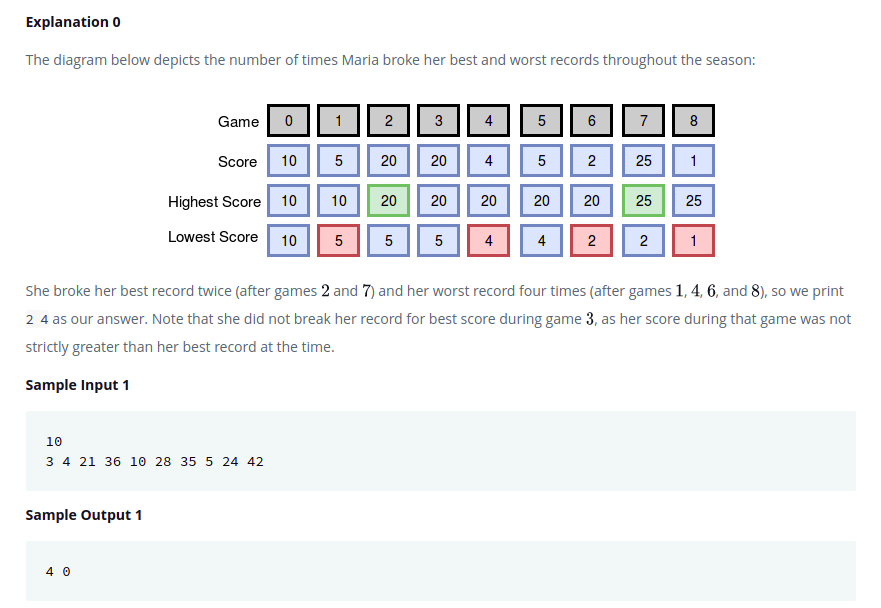 Explanation 0
The diagram below depicts the number of times Maria broke her best and worst records throughout the season:
Game 0 1 2 3 4 5 6 7 8
Score 10 5 20 20 4 5 2 25 1
Highest Score 10 10 20 20 20 20 20 25 25
Lowest Score 10 5 5 5 4 4 2 2 1
She broke her best record twice (after games 2 and 7) and her worst record four times (after games 1, 4, 6, and 8), so we print
2 4 as our answer. Note that she did not break her record for best score during game 3, as her score during that game was not
strictly greater than her best record at the time.
Sample Input 1
10
3 4 21 36 10 28 35 5 24 42
Sample Output 1
4 0